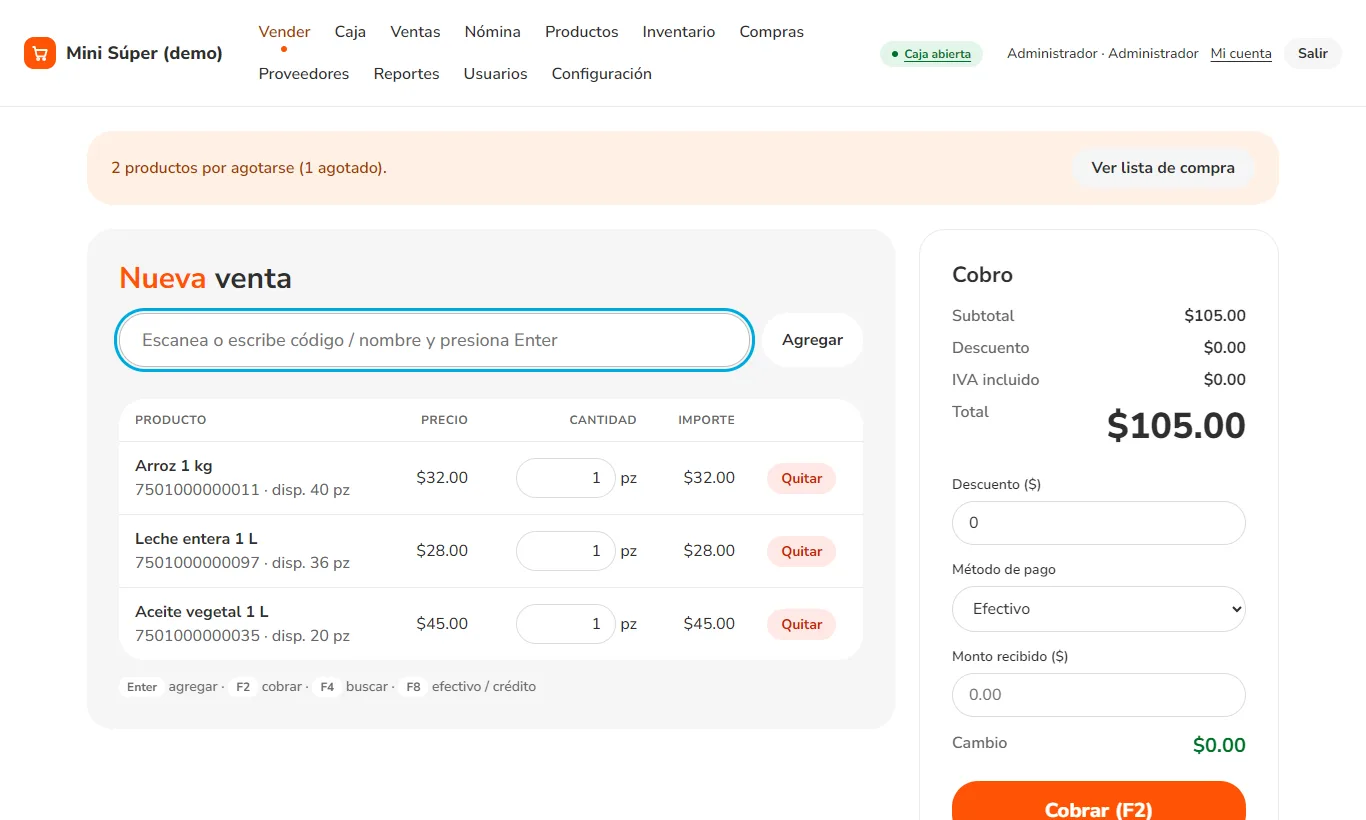 Mini Súper (demo)
Vender Caja Ventas Nómina Productos Inventario Compras
Proveedores Reportes Usuarios Configuración
Caja abierta
Administrador · Administrador Mi cuenta Salir
2 productos por agotarse (1 agotado).
Ver lista de compra
Nueva venta
Escanea o escribe código / nombre y presiona Enter
Agregar
PRODUCTO PRECIO CANTIDAD IMPORTE
Arroz 1 kg
7501000000011 · disp. 40 pz
$32.00 1 pz $32.00 Quitar
Leche entera 1 L
7501000000097 · disp. 36 pz
$28.00 1 pz $28.00 Quitar
Aceite vegetal 1 L
7501000000035 · disp. 20 pz
$45.00 1 pz $45.00 Quitar
Enter agregar · F2 cobrar · F4 buscar · F8 efectivo / crédito
Cobro
Subtotal $105.00
Descuento $0.00
IVA incluido $0.00
Total $105.00
Descuento ($)
0
Método de pago
Efectivo
Monto recibido ($)
0.00
Cambio $0.00
Cobrar (F2)